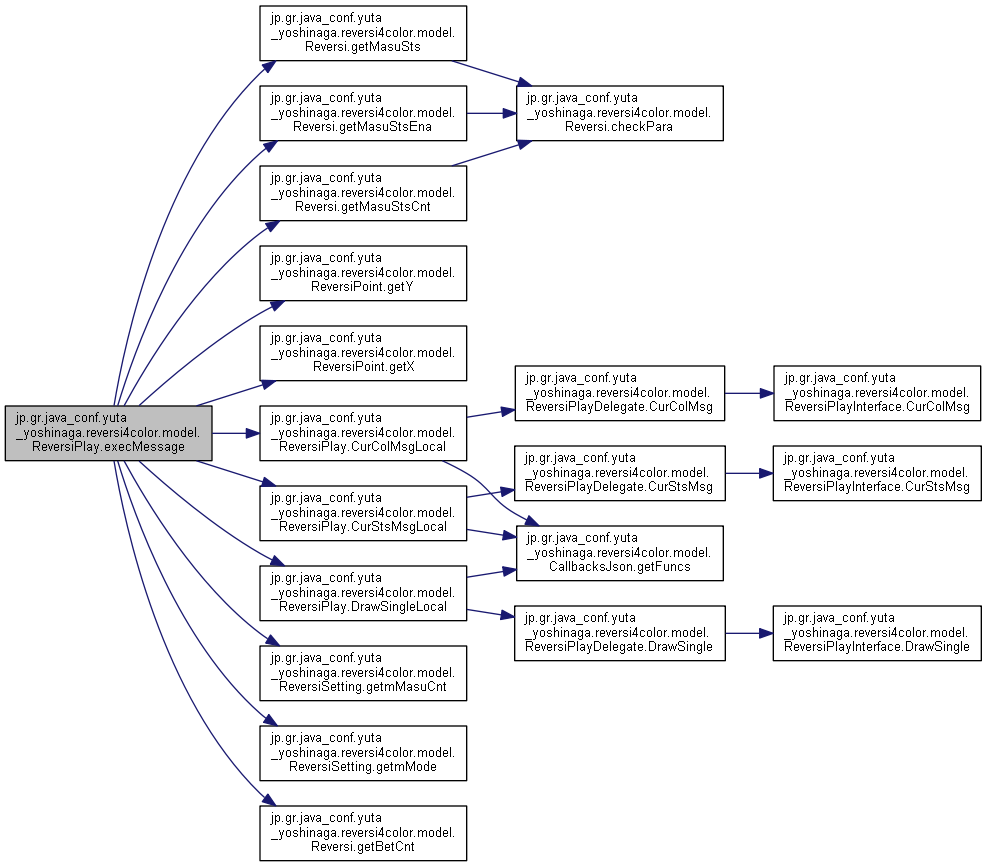 jp.gr.java_conf.yuta
_yoshinaga.reversi4color.model.
Reversi.getMasuSts
jp.gr.java_conf.yuta
_yoshinaga.reversi4color.model.
Reversi.getMasuStsEna
jp.gr.java_conf.yuta
_yoshinaga.reversi4color.model.
Reversi.checkPara
jp.gr.java_conf.yuta
_yoshinaga.reversi4color.model.
Reversi.getMasuStsCnt
jp.gr.java_conf.yuta
_yoshinaga.reversi4color.model.
ReversiPoint.getY
jp.gr.java_conf.yuta
_yoshinaga.reversi4color.model.
ReversiPoint.getX
jp.gr.java_conf.yuta
_yoshinaga.reversi4color.model.
ReversiPlayDelegate.CurColMsg
jp.gr.java_conf.yuta
_yoshinaga.reversi4color.model.
ReversiPlayInterface.CurColMsg
jp.gr.java_conf.yuta
_yoshinaga.reversi4color.model.
ReversiPlay.execMessage
jp.gr.java_conf.yuta
_yoshinaga.reversi4color.model.
ReversiPlay.CurColMsgLocal
jp.gr.java_conf.yuta
_yoshinaga.reversi4color.model.
ReversiPlayDelegate.CurStsMsg
jp.gr.java_conf.yuta
_yoshinaga.reversi4color.model.
ReversiPlayInterface.CurStsMsg
jp.gr.java_conf.yuta
_yoshinaga.reversi4color.model.
ReversiPlay.CurStsMsgLocal
jp.gr.java_conf.yuta
_yoshinaga.reversi4color.model.
CallbacksJson.getFuncs
jp.gr.java_conf.yuta
_yoshinaga.reversi4color.model.
ReversiPlay.DrawSingleLocal
jp.gr.java_conf.yuta
_yoshinaga.reversi4color.model.
ReversiPlayDelegate.DrawSingle
jp.gr.java_conf.yuta
_yoshinaga.reversi4color.model.
ReversiPlayInterface.DrawSingle
jp.gr.java_conf.yuta
_yoshinaga.reversi4color.model.
ReversiSetting.getmMasuCnt
jp.gr.java_conf.yuta
_yoshinaga.reversi4color.model.
ReversiSetting.getmMode
jp.gr.java_conf.yuta
_yoshinaga.reversi4color.model.
Reversi.getBetCnt